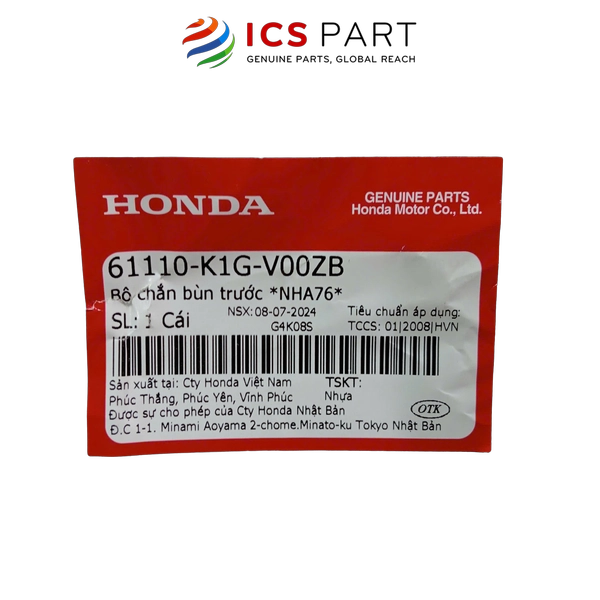 ICS PART
GENUINE PARTS, GLOBAL REACH
HONDA
GENUINE PARTS
Honda Motor Co., Ltd.
61110-K1G-V00ZB
Bộ chắn bùn trước *NHA76*
NSX: 08-07-2024
Tiêu chuẩn áp dụng:
SL: 1 Cái
G4K08S
TCCS: 01|2008|HVN
Sản xuất tại: Cty Honda Việt Nam
TSKT:
Phúc Thắng, Phúc Yên, Vĩnh Phúc
Nhựa
Được sự cho phép của Cty Honda Nhật Bản
OTK
Đ.C 1-1. Minami Aoyama 2-chome.Minato-ku Tokyo Nhật Bản